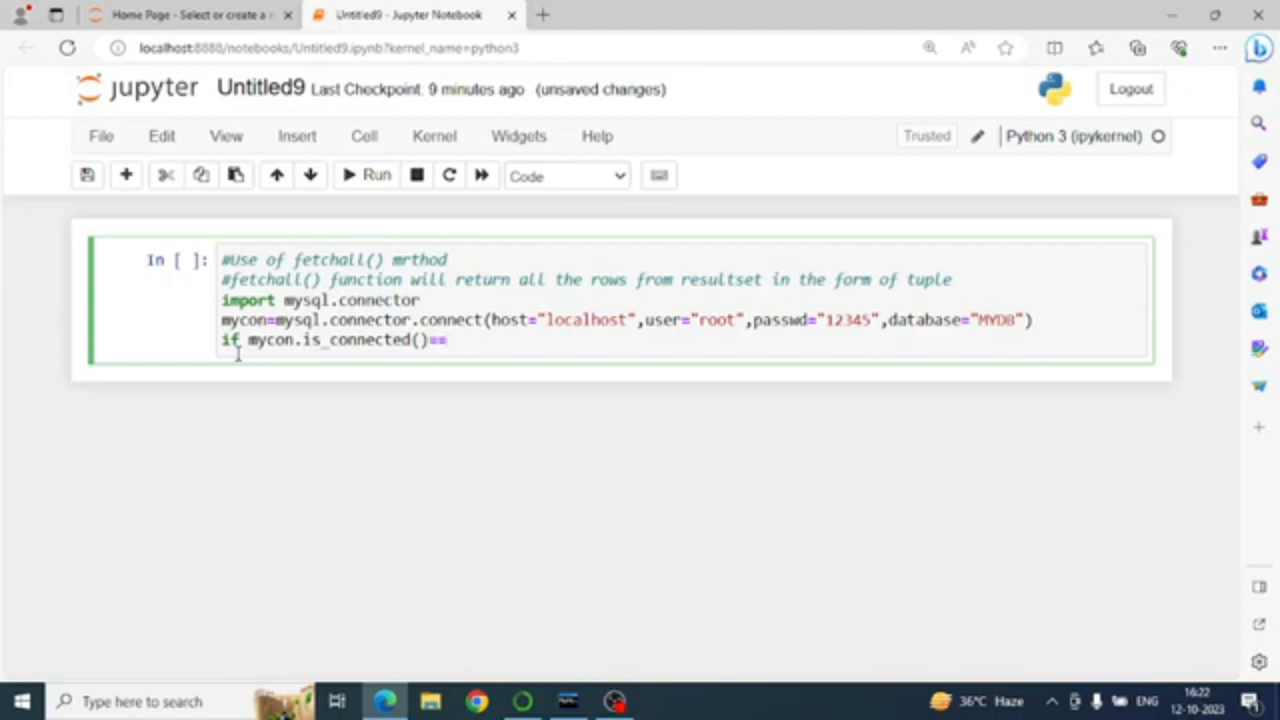 Home Page - Select or create a n
Untitled9 - Jupyter Notebook
localhost:8888/notebooks/Untitled9.ipynb?kernel_name=python3
jupyter Untitled9 Last Checkpoint: 9 minutes ago (unsaved changes) Logout
File Edit View Insert Cell Kernel Widgets Help Trusted Python 3 (ipykernel)
Run Code
In [ ]: #Use of fetchall() mrthod
#fetchall() function will return all the rows from resultset in the form of tuple
import mysql.connector
mycon=mysql.connector.connect(host="localhost",user="root",passwd="12345",database="MYDB")
if mycon.is_connected()==
Type here to search 36°C Haze ENG 16:22
12-10-2023